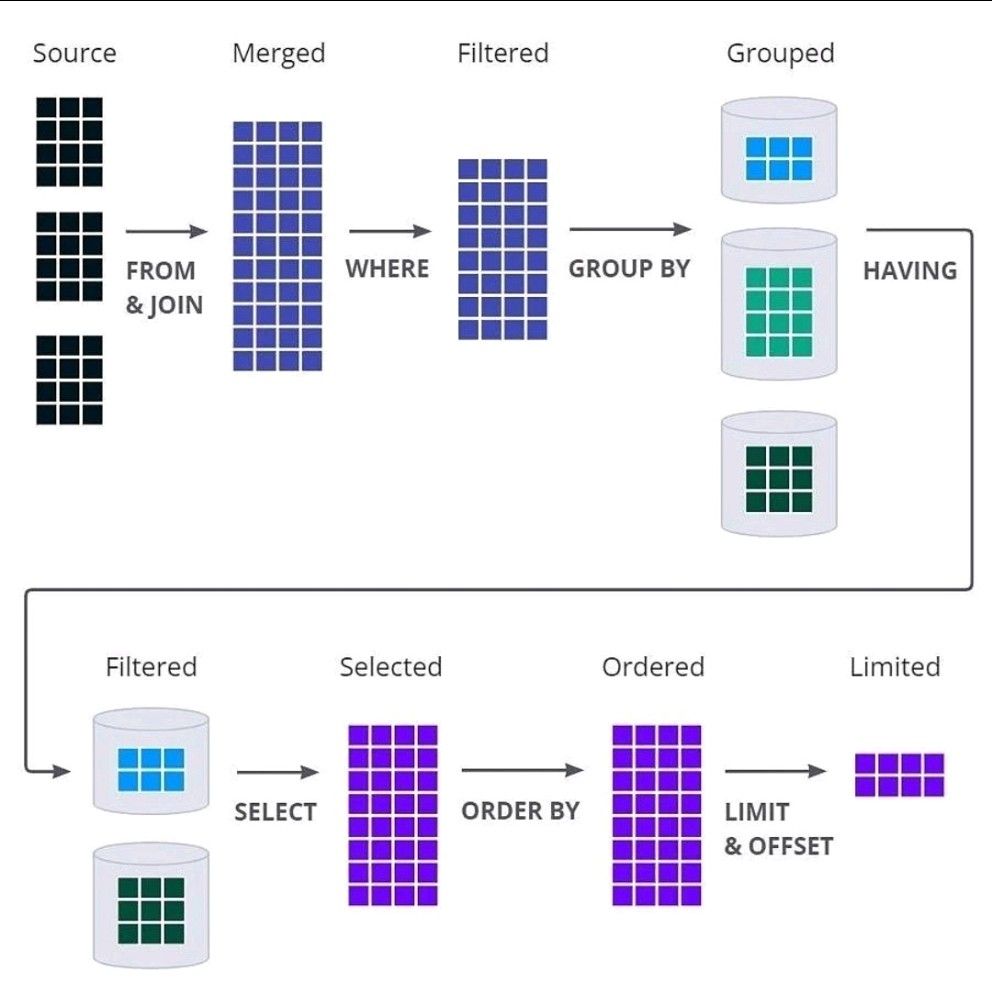 Source
Merged
Filtered
Grouped
FROM
& JOIN
WHERE
GROUP BY
HAVING
Filtered
Selected
Ordered
Limited
SELECT
ORDER BY
LIMIT
& OFFSET